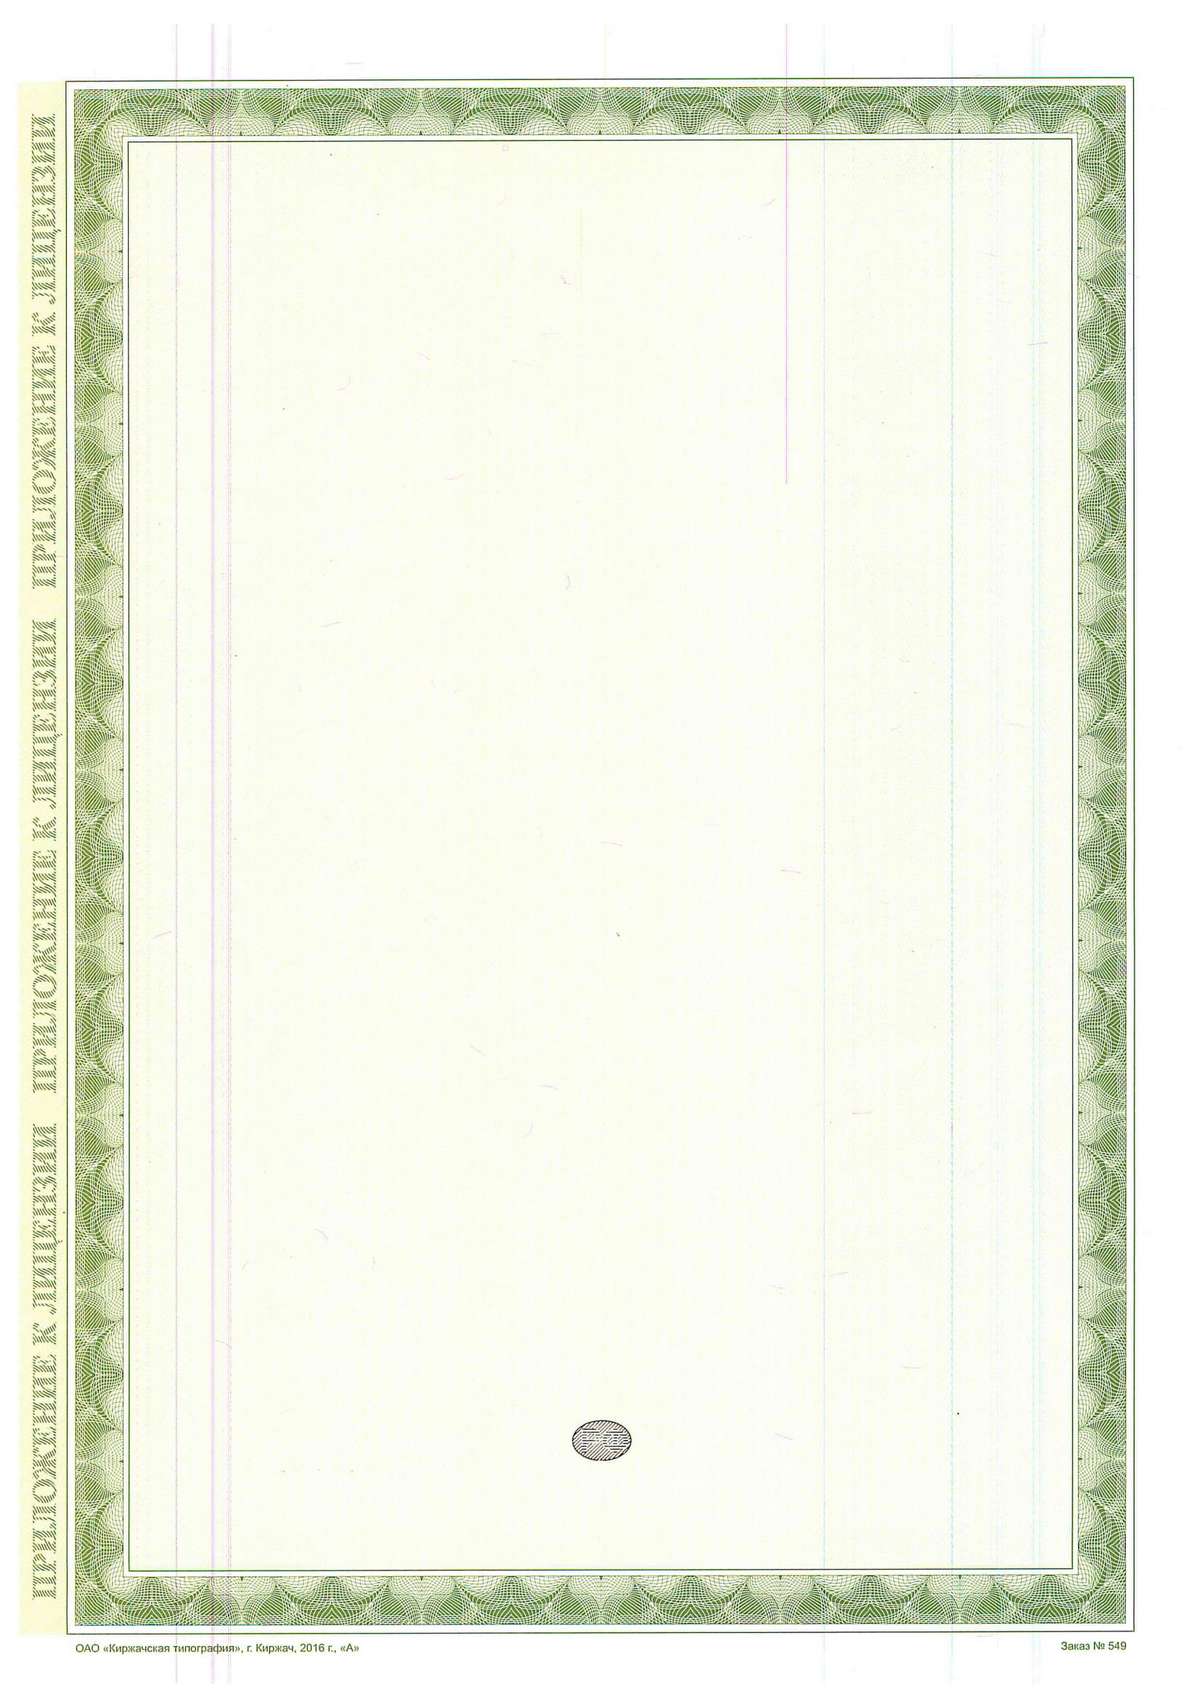 ПРИЛОЖЕНИЕ К ЛИЦЕНЗИИ ПРИЛОЖЕНИЕ К ЛИЦЕНЗИИ ПРИЛОЖЕНИЕ К ЛИЦЕНЗИИ
ОАО «Киржачская типография», г. Киржач, 2016 г., «А»
Заказ № 549